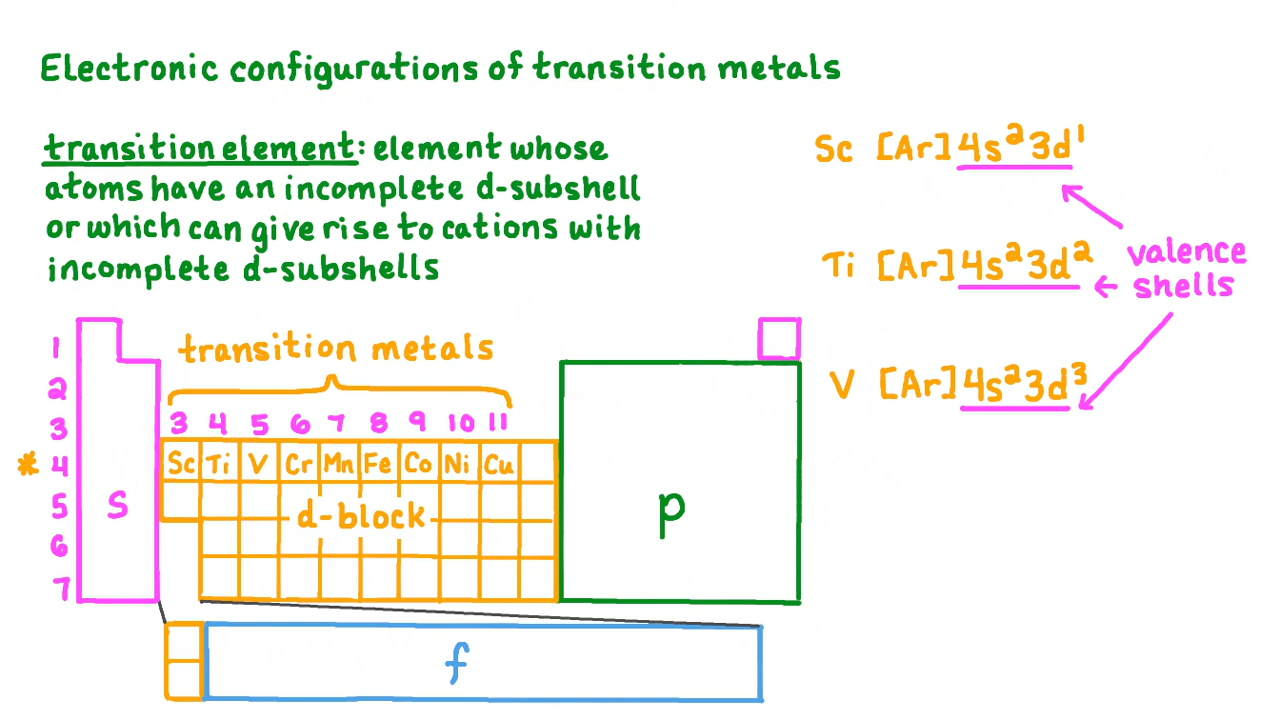 Electronic configurations of transition metals
transition element: element whose
atoms have an incomplete d-subshell
or which can give rise to cations with
incomplete d-subshells
Sc [Ar]4s²3d¹
Ti [Ar]4s²3d²
V [Ar]4s²3d³
valence
shells
transition metals
3 4 5 6 7 8 9 10 11
1
2
3
* 4
5
6
7
Sc Ti V Cr Mn Fe Co Ni Cu
s
d-block
p
f